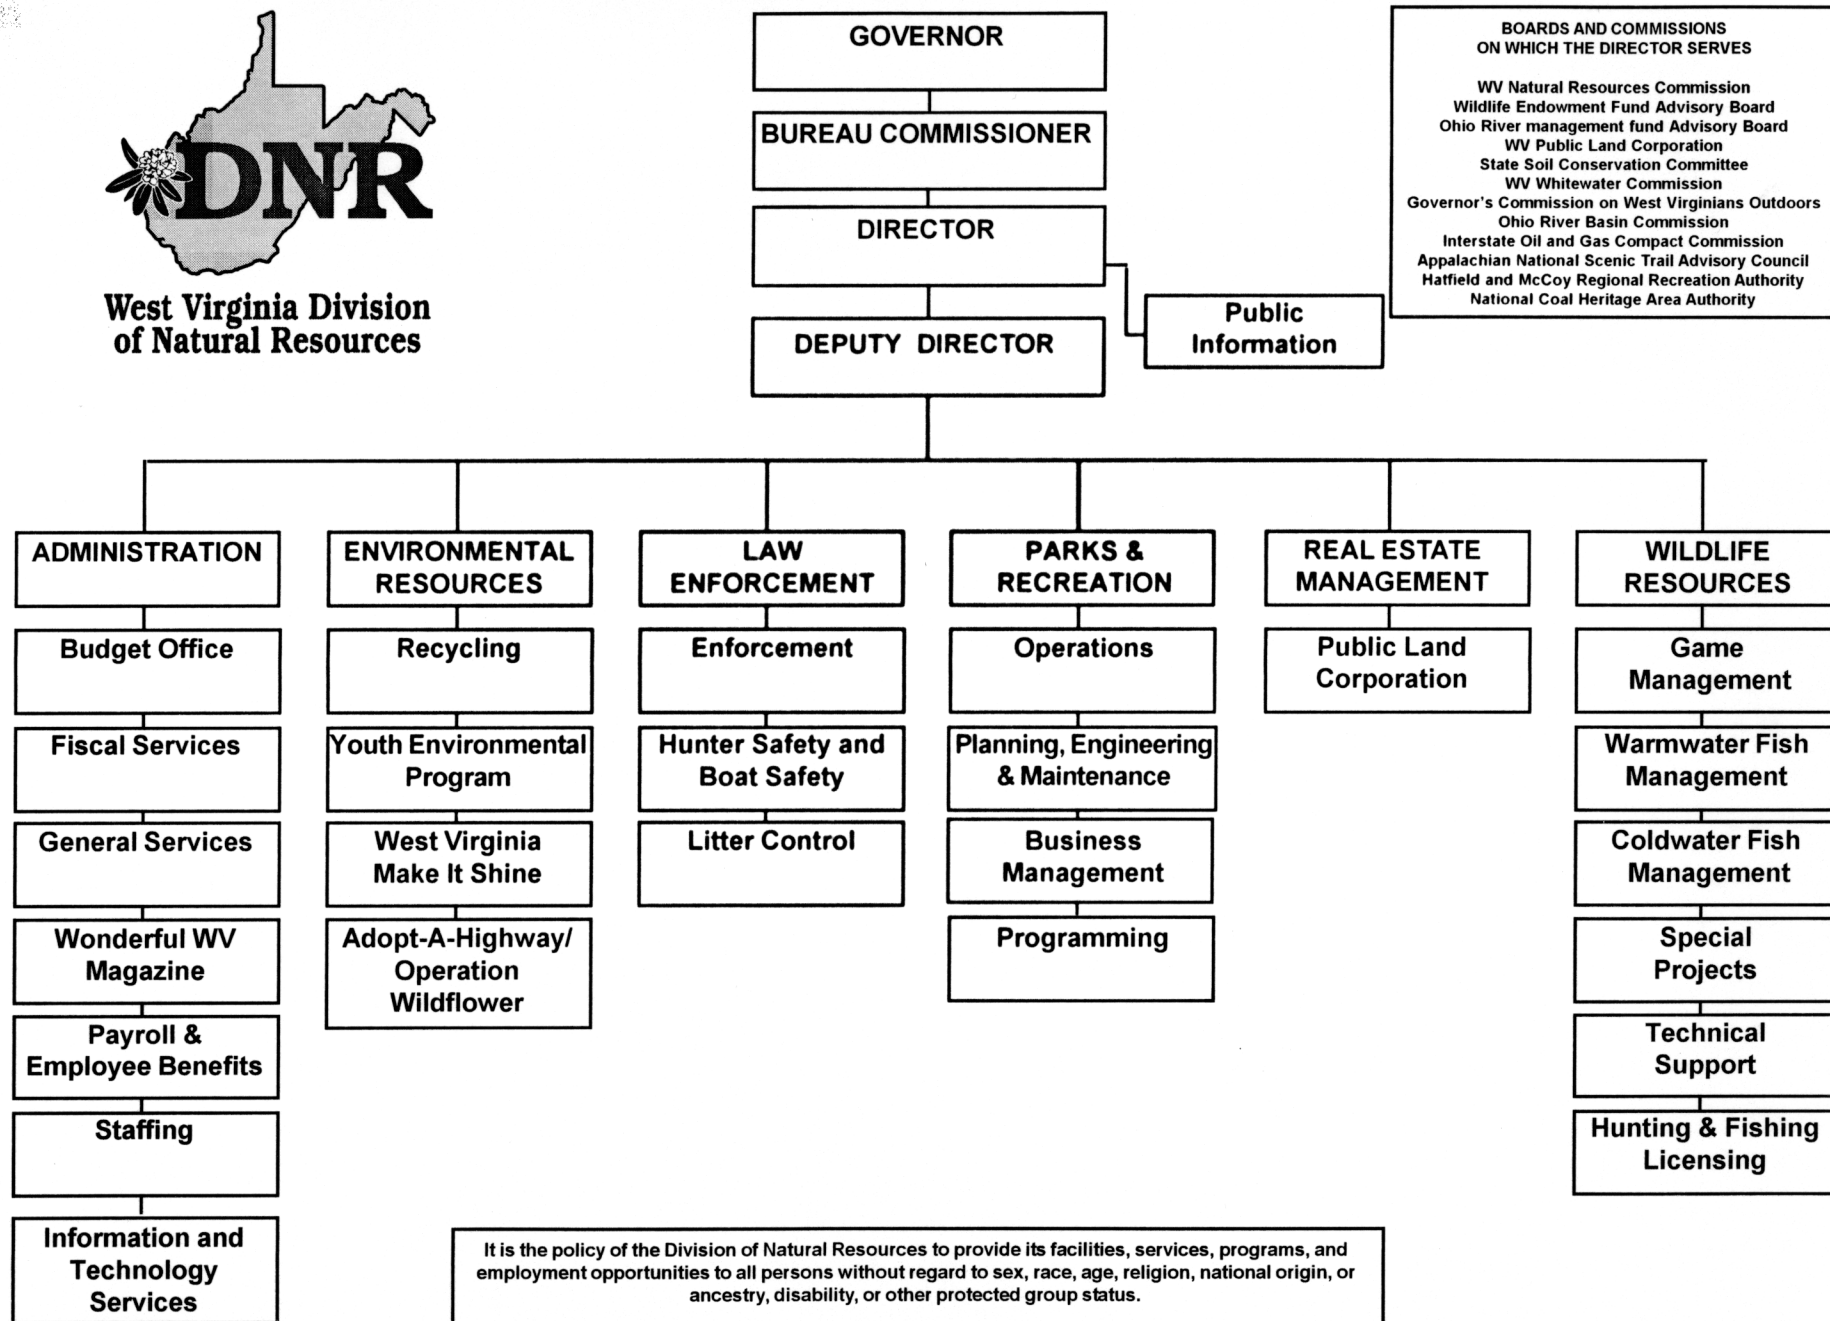 DNR
West Virginia Division
of Natural Resources
GOVERNOR
BUREAU COMMISSIONER
DIRECTOR
Public
Information
DEPUTY DIRECTOR
BOARDS AND COMMISSIONS
ON WHICH THE DIRECTOR SERVES
WV Natural Resources Commission
Wildlife Endowment Fund Advisory Board
Ohio River management fund Advisory Board
WV Public Land Corporation
State Soil Conservation Committee
WV Whitewater Commission
Governor's Commission on West Virginians Outdoors
Ohio River Basin Commission
Interstate Oil and Gas Compact Commission
Appalachian National Scenic Trail Advisory Council
Hatfield and McCoy Regional Recreation Authority
National Coal Heritage Area Authority
ADMINISTRATION
Budget Office
Fiscal Services
General Services
Wonderful WV
Magazine
Payroll &
Employee Benefits
Staffing
Information and
Technology
Services
ENVIRONMENTAL
RESOURCES
Recycling
Youth Environmental
Program
West Virginia
Make It Shine
Adopt-A-Highway/
Operation
Wildflower
LAW
ENFORCEMENT
Enforcement
Hunter Safety and
Boat Safety
Litter Control
PARKS &
RECREATION
Operations
Planning, Engineering
& Maintenance
Business
Management
Programming
REAL ESTATE
MANAGEMENT
Public Land
Corporation
WILDLIFE
RESOURCES
Game
Management
Warmwater Fish
Management
Coldwater Fish
Management
Special
Projects
Technical
Support
Hunting & Fishing
Licensing
It is the policy of the Division of Natural Resources to provide its facilities, services, programs, and
employment opportunities to all persons without regard to sex, race, age, religion, national origin, or
ancestry, disability, or other protected group status.